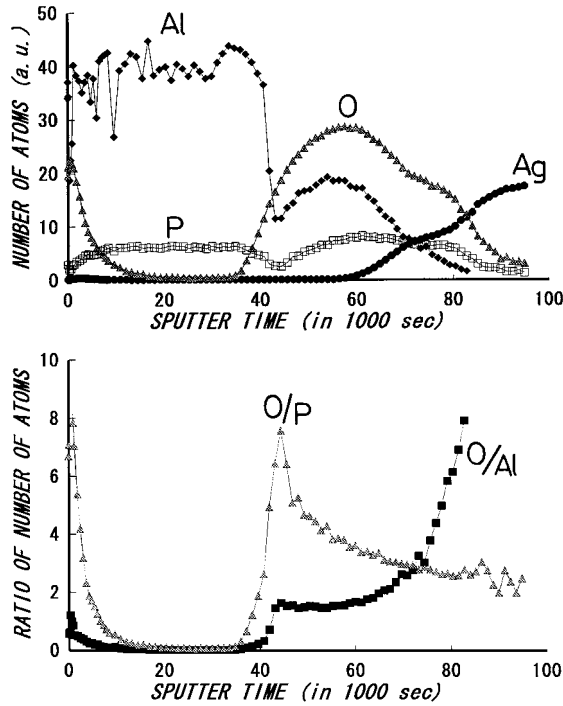 50
Al
40
O
30
20
Ag
P
10
0
0 20 40 60 80 100
NUMBER OF ATOMS (a.u.)
SPUTTER TIME (in 1000 sec)
8
O/P
O/Al
6
4
2
0
0 20 40 60 80 100
RATIO OF NUMBER OF ATOMS
SPUTTER TIME (in 1000 sec)